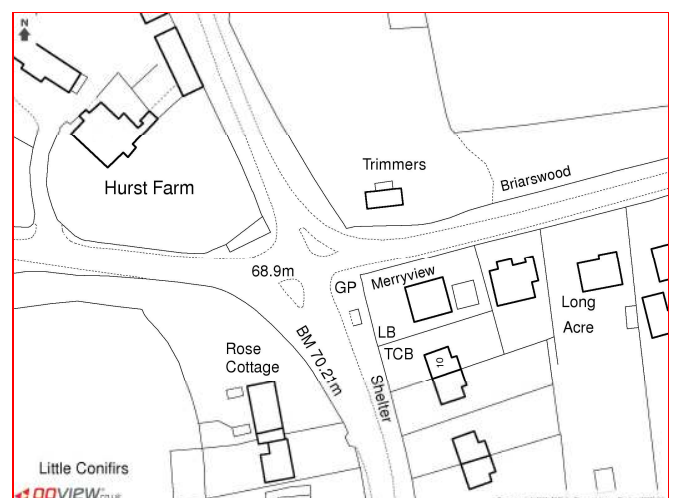 N
Trimmers
Briarswood
Hurst Farm
68.9m
GP
Merryview
Long
Acre
LB
TCB
BM 70.21m
Rose
Cottage
Shelter
Little Conifirs